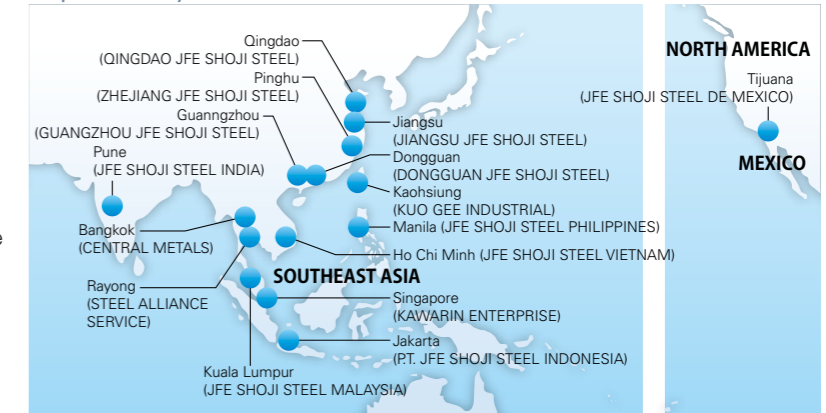 Qingdao
(QINGDAO JFE SHOJI STEEL)
Pinghu
(ZHEJIANG JFE SHOJI STEEL)
Guanngzhou
(GUANGZHOU JFE SHOJI STEEL)
Pune
(JFE SHOJI STEEL INDIA)
Jiangsu
(JIANGSU JFE SHOJI STEEL)
Dongguan
(DONGGUAN JFE SHOJI STEEL)
Kaohsiung
(KUO GEE INDUSTRIAL)
Manila (JFE SHOJI STEEL PHILIPPINES)
Bangkok
(CENTRAL METALS)
Ho Chi Minh (JFE SHOJI STEEL VIETNAM)
SOUTHEAST ASIA
Rayong
(STEEL ALLIANCE
SERVICE)
Singapore
(KAWARIN ENTERPRISE)
Jakarta
(P.T. JFE SHOJI STEEL INDONESIA)
Kuala Lumpur
(JFE SHOJI STEEL MALAYSIA)
NORTH AMERICA
Tijuana
(JFE SHOJI STEEL DE MEXICO)
MEXICO